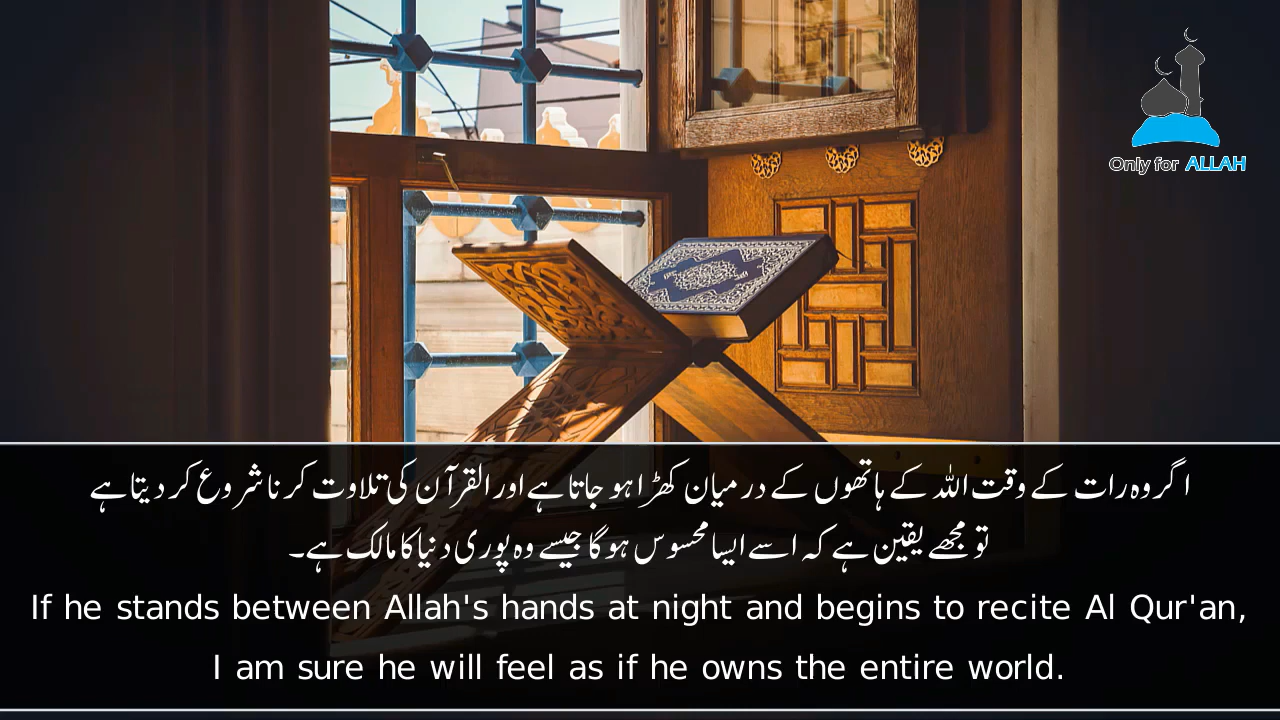 Only for ALLAH
اگر وہ رات کے وقت اللہ کے ہاتھوں کے درمیان کھڑا ہو جاتا ہے اور القرآن کی تلاوت کرنا شروع کر دیتا ہے
تو مجھے یقین ہے کہ اسے ایسا محسوس ہو گا جیسے وہ پوری دنیا کا مالک ہے۔
If he stands between Allah's hands at night and begins to recite Al Qur'an,
I am sure he will feel as if he owns the entire world.